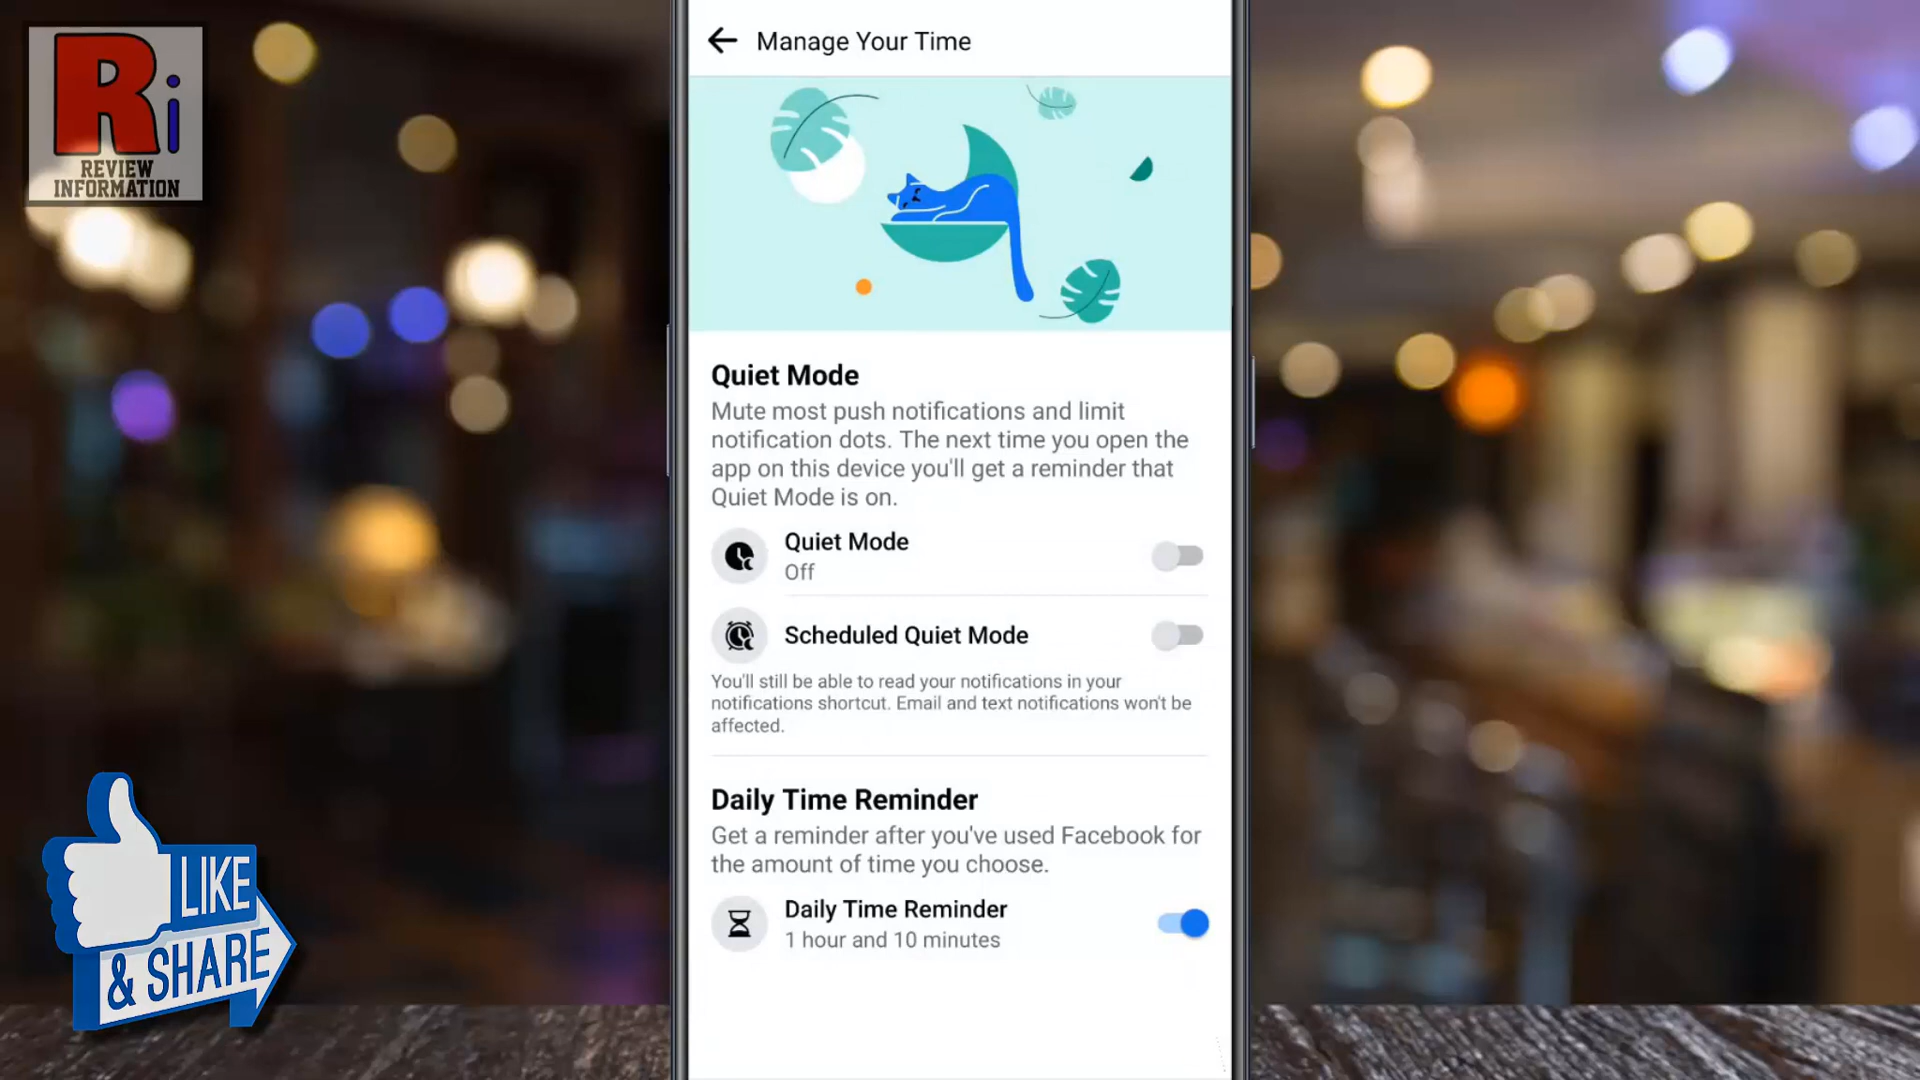 Ri
REVIEW
INFORMATION
Manage Your Time
Quiet Mode
Mute most push notifications and limit
notification dots. The next time you open the
app on this device you'll get a reminder that
Quiet Mode is on.
Quiet Mode
Off
Scheduled Quiet Mode
You'll still be able to read your notifications in your
notifications shortcut. Email and text notifications won't be
affected.
Daily Time Reminder
Get a reminder after you've used Facebook for
the amount of time you choose.
Daily Time Reminder
1 hour and 10 minutes
LIKE
& SHARE